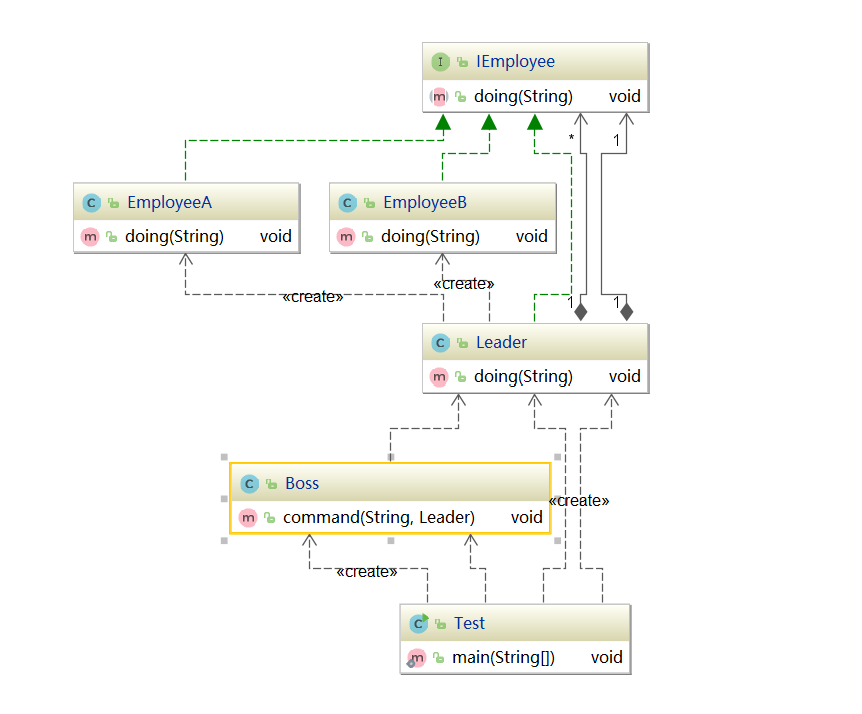 IEmployee
doing(String) void
* 1
EmployeeA
doing(String) void
EmployeeB
doing(String) void
«create»
«create»
1 1
Leader
doing(String) void
Boss
command(String, Leader) void
«create»
«create»
Test
main(String[]) void